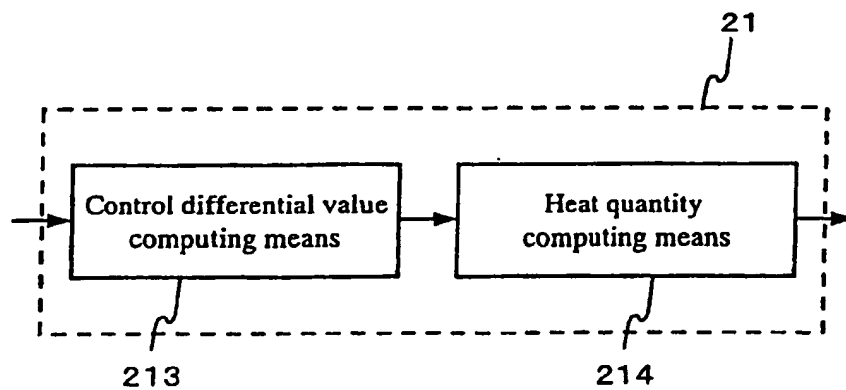 21
Control differential value
computing means
Heat quantity
computing means
213
214